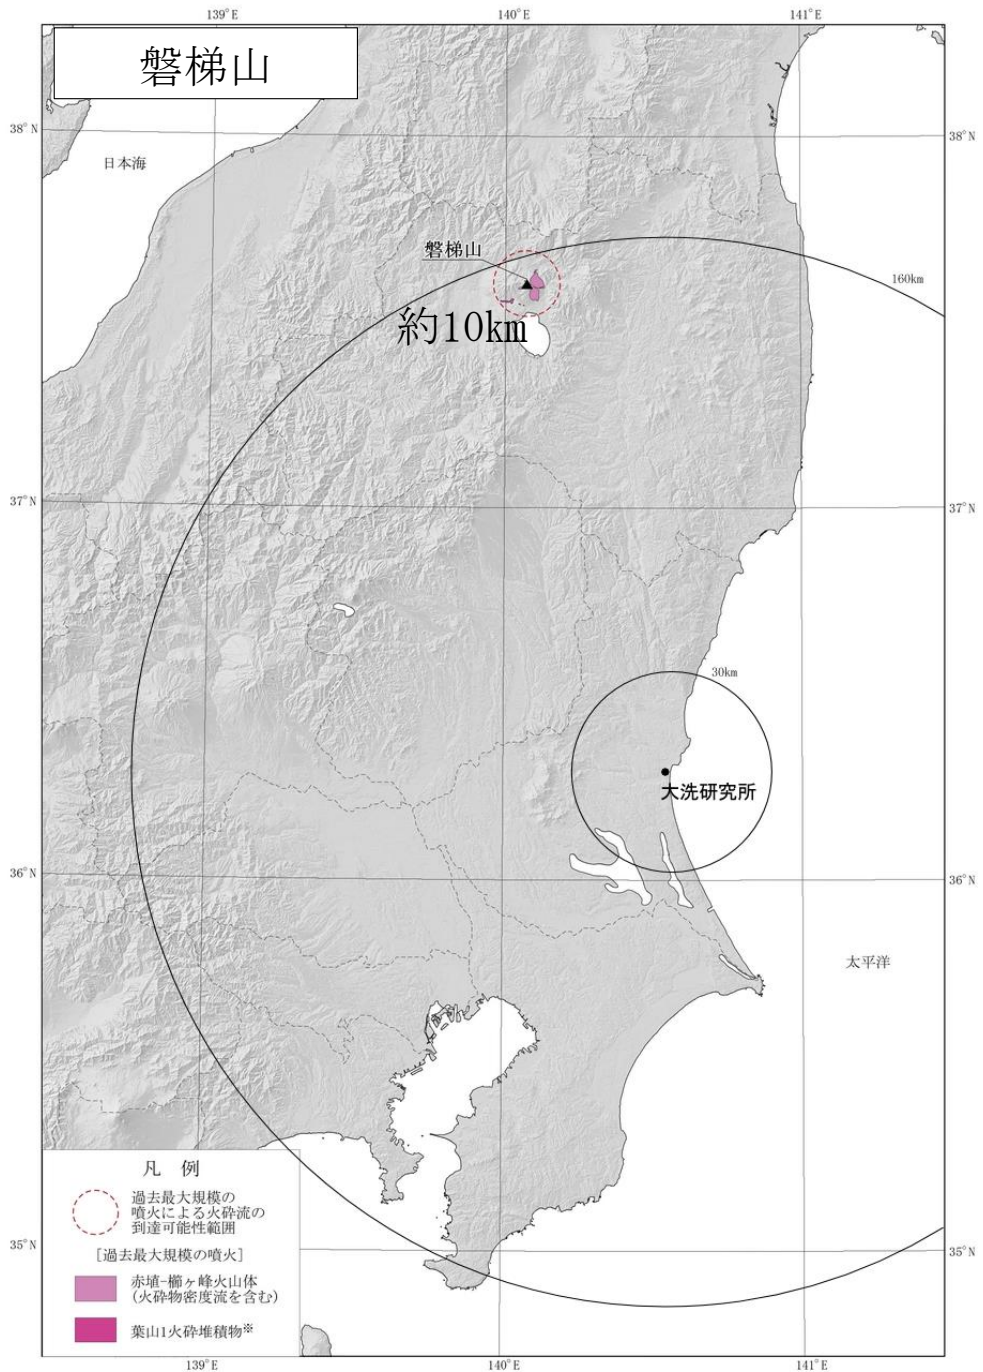 139°E
140°E
141°E
磐梯山
38°N
38°N
日本海
磐梯山
160km
約10km
37°N
37°N
30km
大洗研究所
36°N
36°N
太平洋
凡 例
過去最大規模の
噴火による火砕流の
到達可能性範囲
[過去最大規模の噴火]
赤埴-櫛ヶ峰火山体
(火砕物密度流を含む)
葉山1火砕堆積物※
35°N
35°N
139°E
140°E
141°E